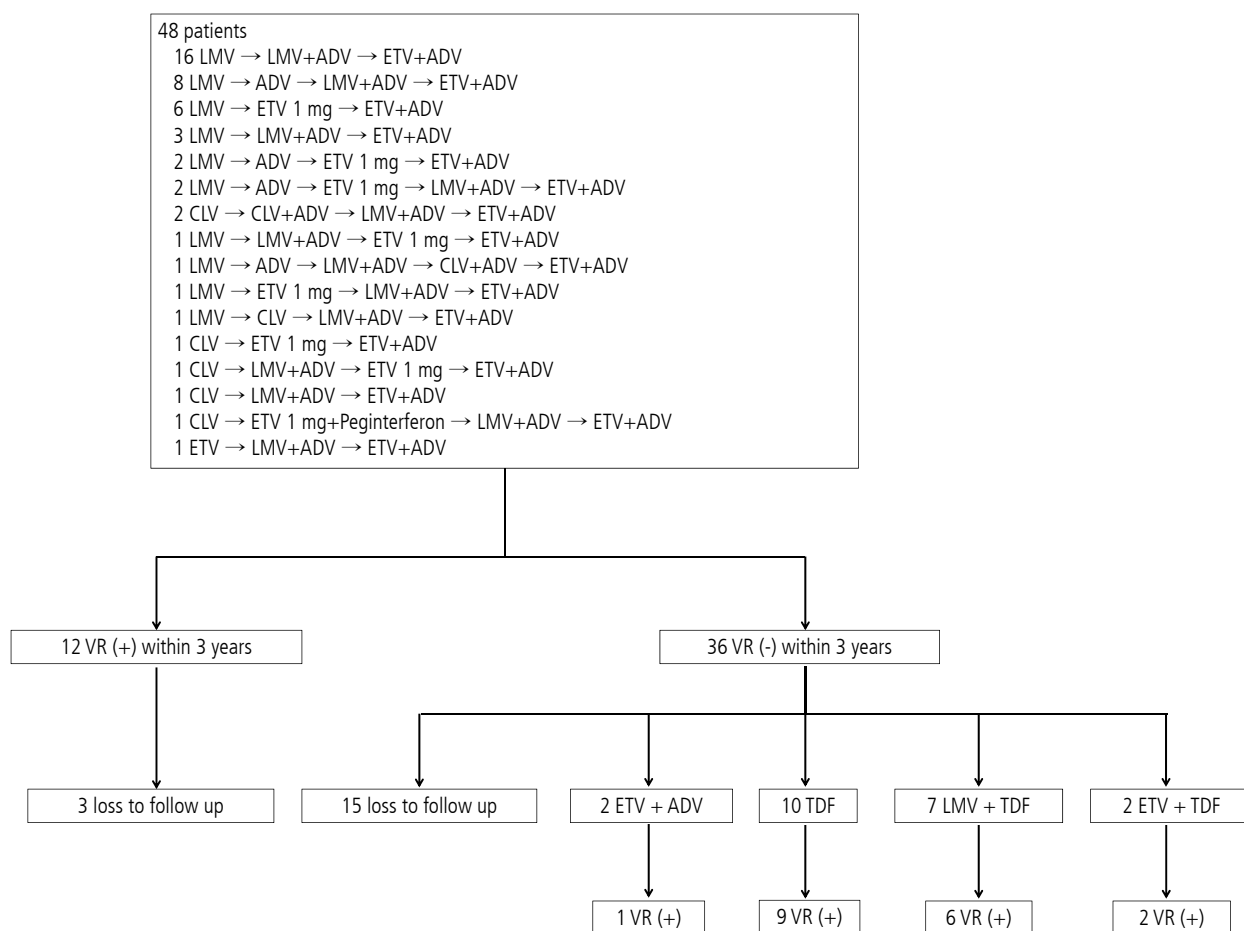 48 patients
16 LMV → LMV+ADV → ETV+ADV
8 LMV → ADV → LMV+ADV → ETV+ADV
6 LMV → ETV 1 mg → ETV+ADV
3 LMV → LMV+ADV → ETV+ADV
2 LMV → ADV → ETV 1 mg → ETV+ADV
2 LMV → ADV → ETV 1 mg → LMV+ADV → ETV+ADV
2 CLV → CLV+ADV → LMV+ADV → ETV+ADV
1 LMV → LMV+ADV → ETV 1 mg → ETV+ADV
1 LMV → ADV → LMV+ADV → CLV+ADV → ETV+ADV
1 LMV → ETV 1 mg → LMV+ADV → ETV+ADV
1 LMV → CLV → LMV+ADV → ETV+ADV
1 CLV → ETV 1 mg → ETV+ADV
1 CLV → LMV+ADV → ETV 1 mg → ETV+ADV
1 CLV → LMV+ADV → ETV+ADV
1 CLV → ETV 1 mg+Peginterferon → LMV+ADV → ETV+ADV
1 ETV → LMV+ADV → ETV+ADV
12 VR (+) within 3 years
36 VR (-) within 3 years
3 loss to follow up
15 loss to follow up
2 ETV + ADV
10 TDF
7 LMV + TDF
2 ETV + TDF
1 VR (+)
9 VR (+)
6 VR (+)
2 VR (+)